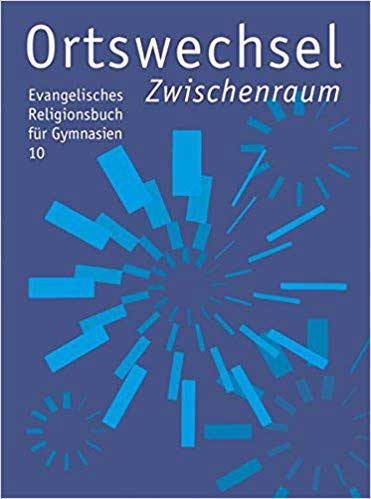 Ortswechsel
Zwischenraum
Evangelisches
Religionsbuch
für Gymnasien
10